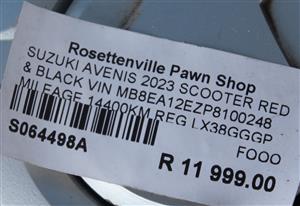 Rosettenville Pawn Shop
SUZUKI AVENIS 2023 SCOOTER RED
& BLACK VIN MB8EA12EZP8100248
MILEAGE 14400KM REG LX38GGGP
FOOO
S064498A
R 11 999.00